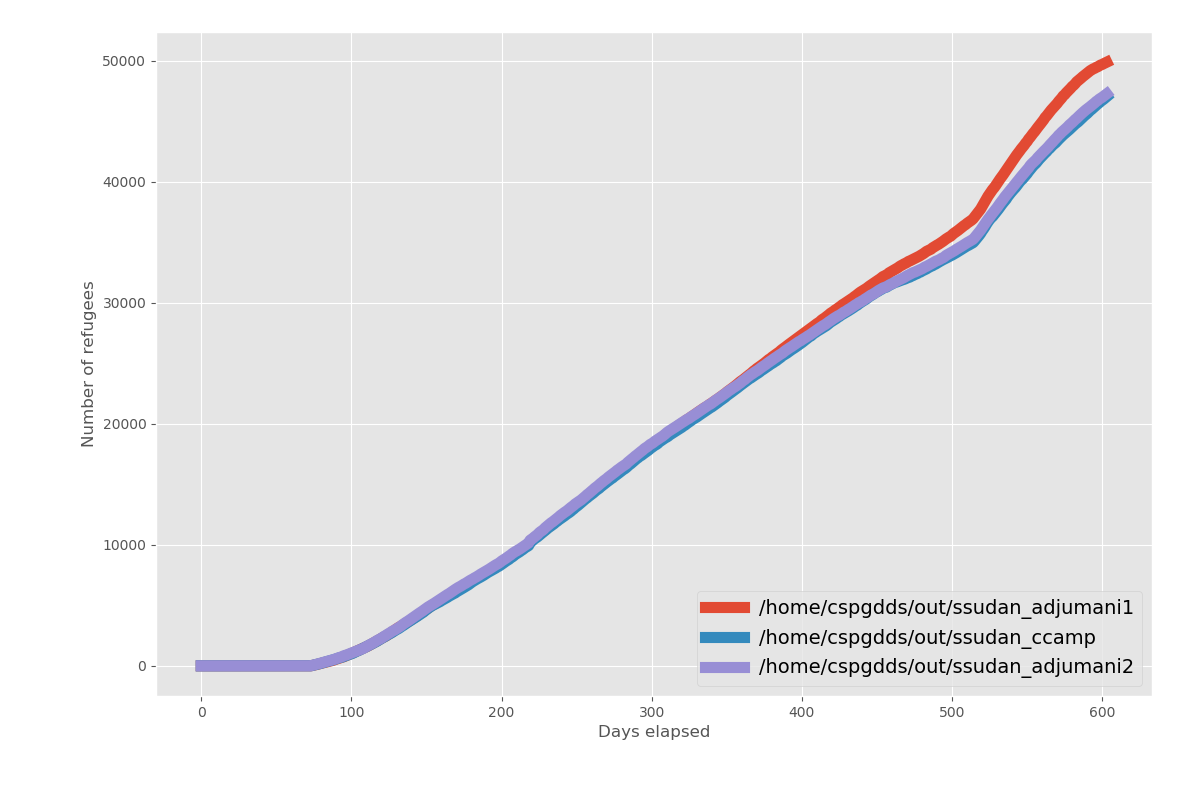 50000
40000
30000
20000
10000
0
Number of refugees
0 100 200 300 400 500 600
Days elapsed
/home/cspgdds/out/ssudan_adjumani1
/home/cspgdds/out/ssudan_ccamp
/home/cspgdds/out/ssudan_adjumani2